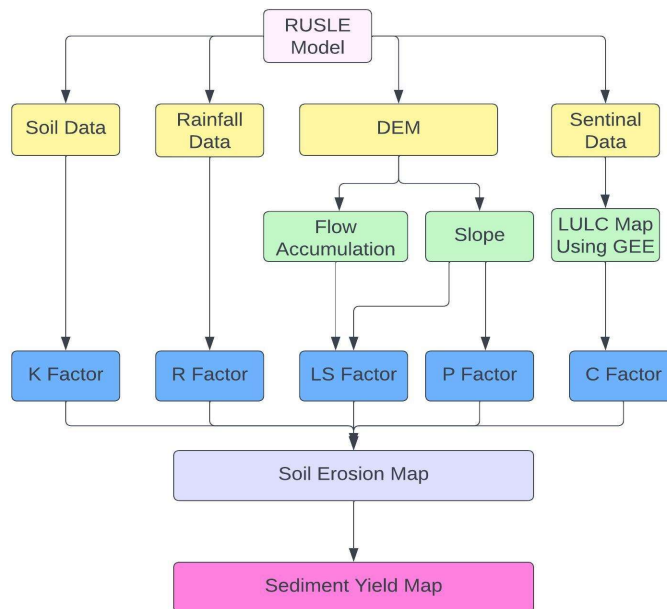 RUSLE
Model
Soil Data
Rainfall
Data
DEM
Sentinal
Data
Flow
Accumulation
Slope
LULC Map
Using GEE
K Factor
R Factor
LS Factor
P Factor
C Factor
Soil Erosion Map
Sediment Yield Map